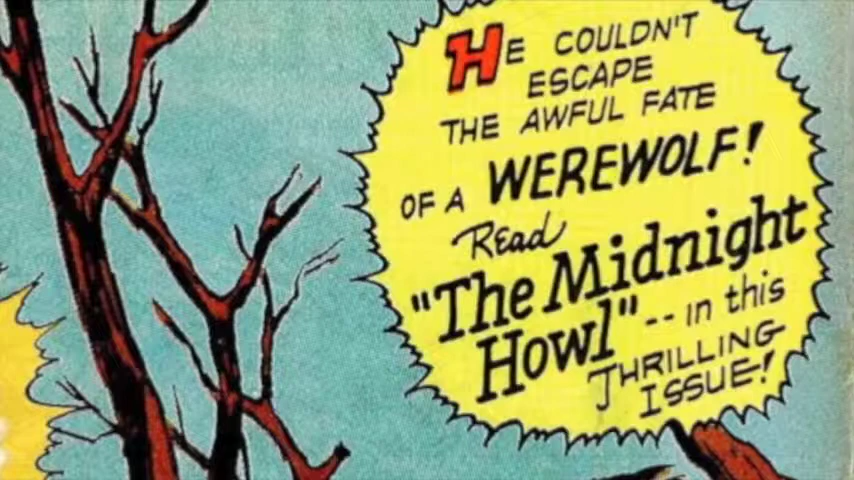 HE COULDN'T
ESCAPE
THE AWFUL FATE
OF A WEREWOLF!
Read
"The Midnight
Howl" -- in this
THRILLING
ISSUE!